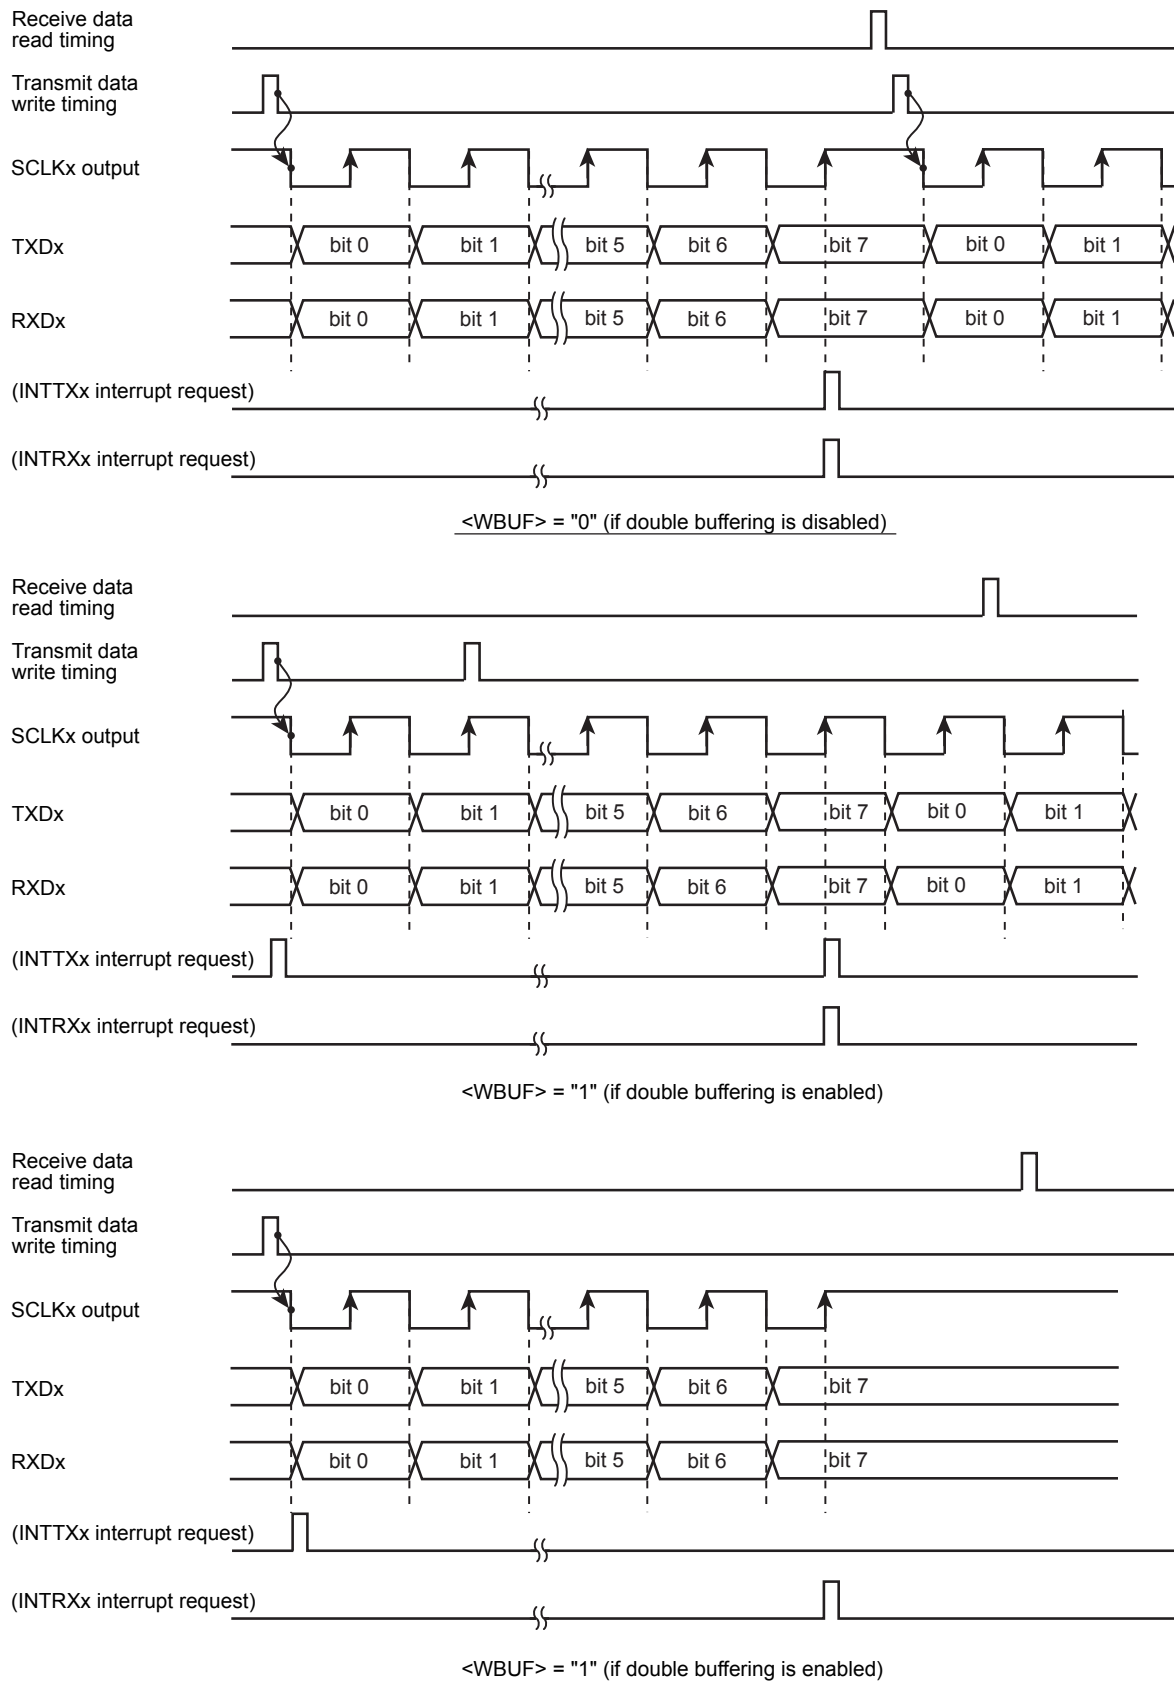 Receive data
read timing
Transmit data
write timing
SCLKx output
TXDx bit 0 bit 1 bit 5 bit 6 bit 7 bit 0 bit 1
RXDx bit 0 bit 1 bit 5 bit 6 bit 7 bit 0 bit 1
(INTTXx interrupt request)
(INTRXx interrupt request)
<WBUF> = "0" (if double buffering is disabled)
Receive data
read timing
Transmit data
write timing
SCLKx output
TXDx bit 0 bit 1 bit 5 bit 6 bit 7 bit 0 bit 1
RXDx bit 0 bit 1 bit 5 bit 6 bit 7 bit 0 bit 1
(INTTXx interrupt request)
(INTRXx interrupt request)
<WBUF> = "1" (if double buffering is enabled)
Receive data
read timing
Transmit data
write timing
SCLKx output
TXDx bit 0 bit 1 bit 5 bit 6 bit 7
RXDx bit 0 bit 1 bit 5 bit 6 bit 7
(INTTXx interrupt request)
(INTRXx interrupt request)
<WBUF> = "1" (if double buffering is enabled)